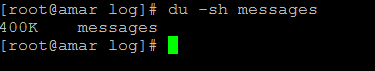 [root@amar log]# du -sh messages
400K    messages
[root@amar log]#